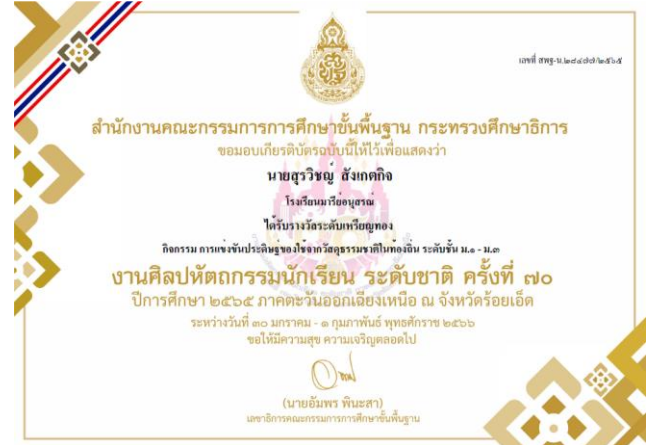 เลขที่ สพฐ-น.๒๘๔๗๗/๒๕๖๕
สำนักงานคณะกรรมการการศึกษาขั้นพื้นฐาน กระทรวงศึกษาธิการ
ขอมอบเกียรติบัตรฉบับนี้ให้ไว้เพื่อแสดงว่า
นายสุรวิชญ์ สังเกตกิจ
โรงเรียนมารีย์อนุสรณ์
ได้รับรางวัลระดับเหรียญทอง
กิจกรรม การแข่งขันประดิษฐ์ของใช้จากวัสดุธรรมชาติในท้องถิ่น ระดับชั้น ม.๑ - ม.๓
งานศิลปหัตถกรรมนักเรียน ระดับชาติ ครั้งที่ ๗๐
ปีการศึกษา ๒๕๖๕ ภาคตะวันออกเฉียงเหนือ ณ จังหวัดร้อยเอ็ด
ระหว่างวันที่ ๓๐ มกราคม - ๑ กุมภาพันธ์ พุทธศักราช ๒๕๖๖
ขอให้มีความสุข ความเจริญตลอดไป
(นายอัมพร พินะสา)
เลขาธิการคณะกรรมการการศึกษาขั้นพื้นฐาน